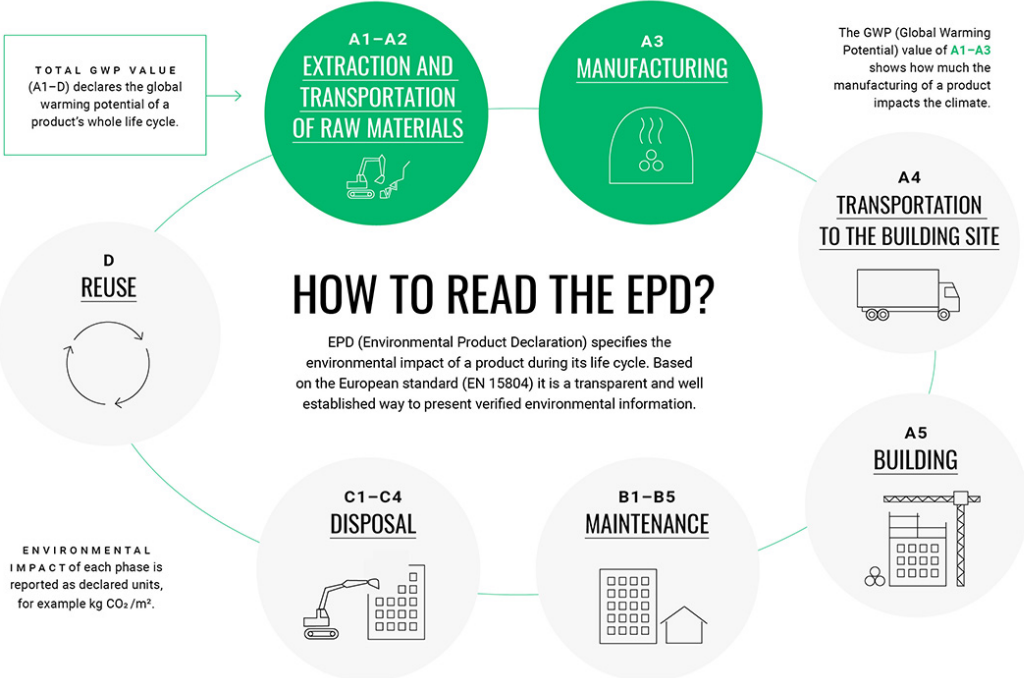 TOTAL GWP VALUE
(A1–D) declares the global
warming potential of a
product's whole life cycle.
A1–A2
EXTRACTION AND
TRANSPORTATION
OF RAW MATERIALS
A3
MANUFACTURING
The GWP (Global Warming
Potential) value of A1–A3
shows how much the
manufacturing of a product
impacts the climate.
A4
TRANSPORTATION
TO THE BUILDING SITE
D
REUSE
HOW TO READ THE EPD?
EPD (Environmental Product Declaration) specifies the
environmental impact of a product during its life cycle. Based
on the European standard (EN 15804) it is a transparent and well
established way to present verified environmental information.
A5
BUILDING
C1–C4
DISPOSAL
B1–B5
MAINTENANCE
ENVIRONMENTAL
IMPACT of each phase is
reported as declared units,
for example kg CO₂/m².